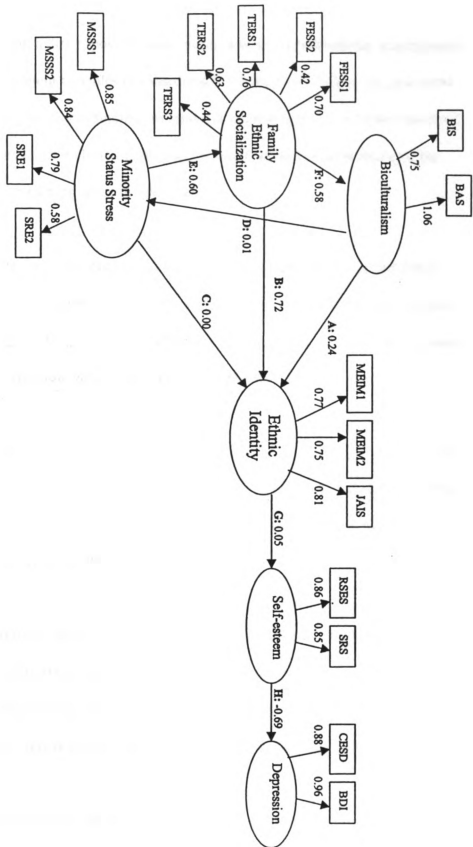 BIS
BAS
0.75
1.06
Biculturalism
FESS1
FESS2
TERS1
TERS2
TERS3
0.70
0.42
0.76
0.63
0.44
Family
Ethnic
Socialization
F: 0.58
D: 0.01
E: 0.60
MSSS1
MSSS2
SRE1
SRE2
0.85
0.84
0.79
0.58
Minority
Status Stress
A: 0.24
B: 0.72
C: 0.00
MEIM1
MEIM2
JAIS
0.77
0.75
0.81
Ethnic
Identity
G: 0.05
RSES
SRS
0.86
0.85
Self-esteem
H: -0.69
CESD
BDI
0.88
0.96
Depression